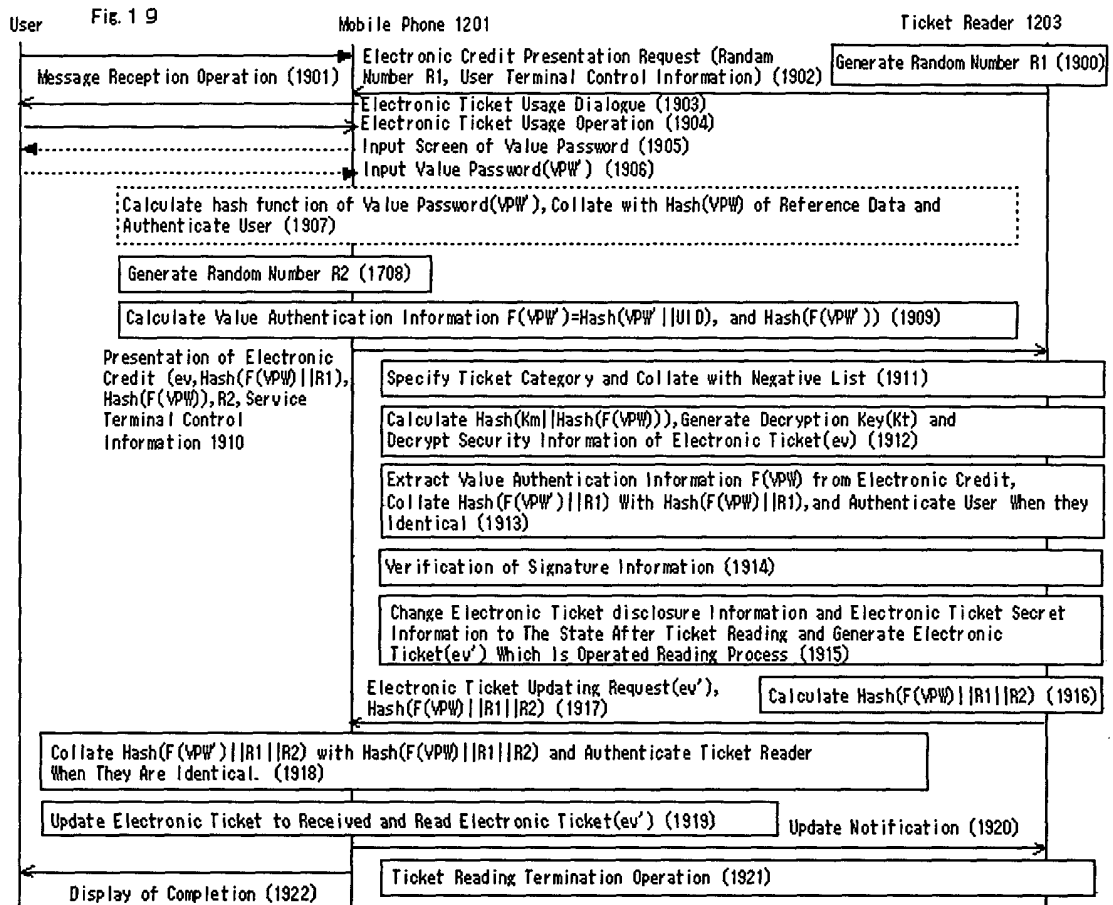 Fig. 19
User
Mobile Phone 1201
Ticket Reader 1203
Message Reception Operation (1901)
Electronic Credit Presentation Request (Randam
Number R1, User Terminal Control Information) (1902)
Generate Random Number R1 (1900)
Electronic Ticket Usage Dialogue (1903)
Electronic Ticket Usage Operation (1904)
Input Screen of Value Password (1905)
Input Value Password(VPW') (1906)
Calculate hash function of Value Password(VPW'), Collate with Hash(VPW) of Reference Data and
Authenticate User (1907)
Generate Random Number R2 (1708)
Calculate Value Authentication Information F(VPW')=Hash(VPW'||UID), and Hash(F(VPW')) (1909)
Presentation of Electronic
Credit (ev,Hash(F(VPW)||R1),
Hash(F(VPW)),R2,Service
Terminal Control
Information 1910
Specify Ticket Category and Collate with Negative List (1911)
Calculate Hash(Km||Hash(F(VPW))),Generate Decryption Key(Kt) and
Decrypt Security Information of Electronic Ticket(ev) (1912)
Extract Value Authentication Information F(VPW) from Electronic Credit,
Collate Hash(F(VPW')||R1) With Hash(F(VPW)||R1),and Authenticate User When they
Identical (1913)
Verification of Signature Information (1914)
Change Electronic Ticket disclosure Information and Electronic Ticket Secret
Information to The State After Ticket Reading and Generate Electronic
Ticket(ev') Which Is Operated Reading Process (1915)
Electronic Ticket Updating Request(ev'),
Hash(F(VPW)||R1||R2) (1917)
Calculate Hash(F(VPW)||R1||R2) (1916)
Collate Hash(F(VPW')||R1||R2) with Hash(F(VPW)||R1||R2) and Authenticate Ticket Reader
When They Are Identical. (1918)
Update Electronic Ticket to Received and Read Electronic Ticket(ev') (1919)
Update Notification (1920)
Display of Completion (1922)
Ticket Reading Termination Operation (1921)